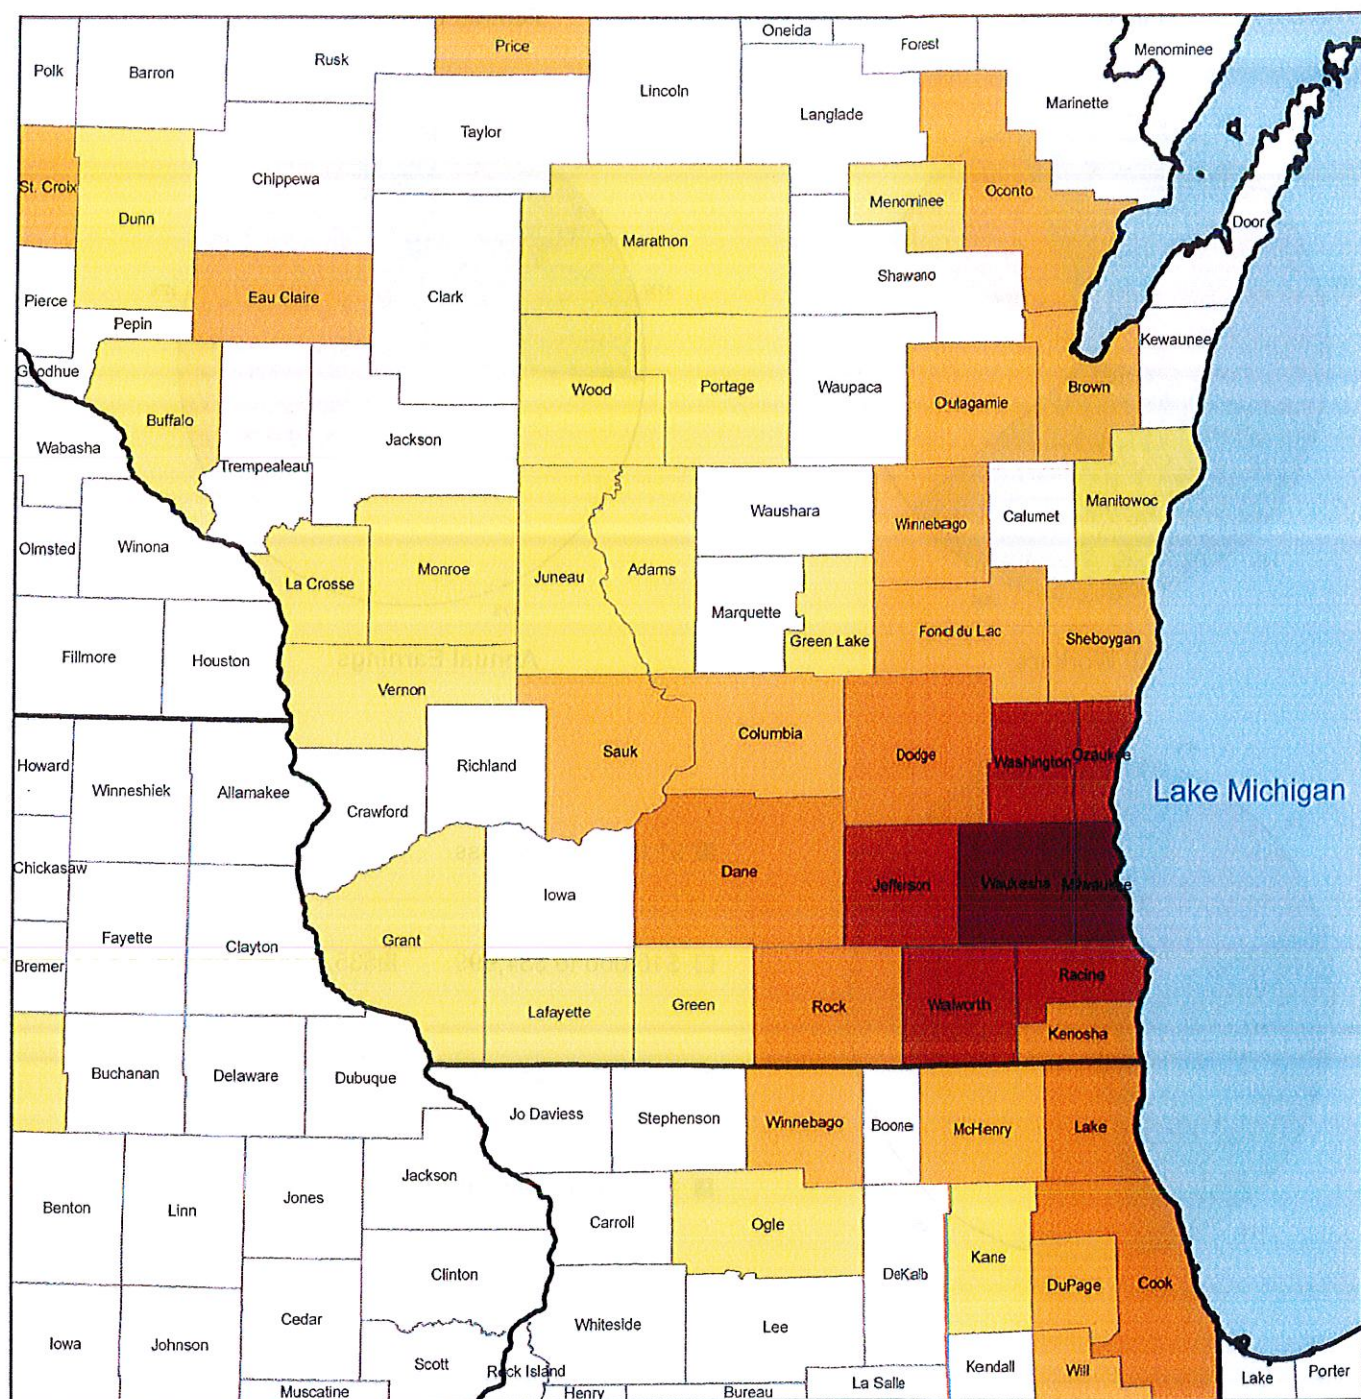 Oneida
Forest
Menominee
Price
Rusk
Polk
Barron
Lincoln
Marinette
Langlade
Taylor
Chippewa
St. Croix
Oconto
Menominee
Dunn
Door
Marathon
Shawano
Clark
Eau Claire
Pierce
Pepin
Kewaunee
Goodhue
Wood
Portage
Waupaca
Brown
Outagamie
Buffalo
Jackson
Wabasha
Trempealeau
Manitowoc
Waushara
Calumet
Winnebago
Olmsted
Winona
Monroe
Adams
Juneau
La Crosse
Marquette
Fond du Lac
Sheboygan
Green Lake
Fillmore
Houston
Annual Earnings
Vernon
Columbia
Sauk
Dodge
Ozaukee
Washington
Richland
Howard
Winneshiek
Allamakee
Lake Michigan
Crawford
Chickasaw
Dane
Jefferson
Waukesha
Milwaukee
Iowa
Fayette
Grant
Clayton
Bremer
Racine
Green
Rock
Walworth
Lafayette
Kenosha
Buchanan
Delaware
Dubuque
Jo Daviess
Stephenson
Winnebago
Boone
McHenry
Lake
Jackson
Jones
Benton
Linn
Carroll
Ogle
Kane
Clinton
DeKalb
DuPage
Cook
Cedar
Whiteside
Lee
Iowa
Johnson
Scott
Rock Island
Kendall
Will
Lake
Porter
La Salle
Muscatine
Henry
Bureau